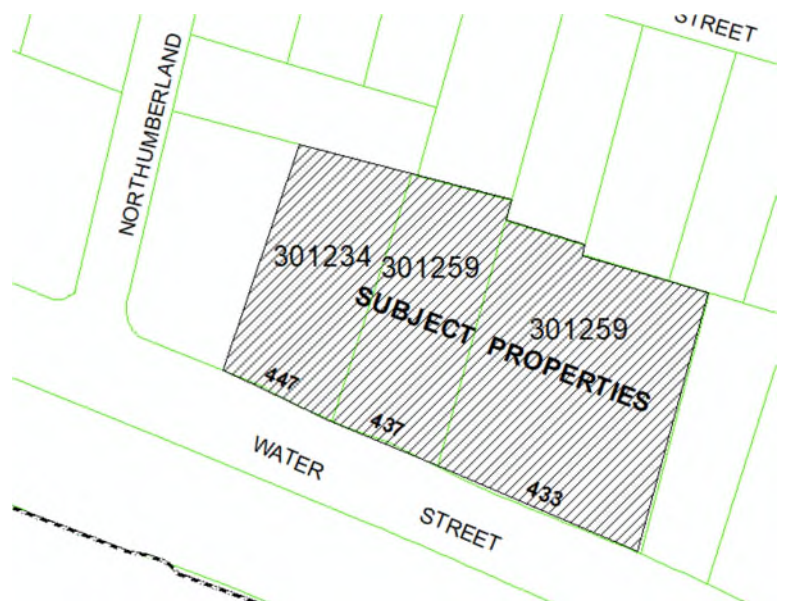 STREET
NORTHUMBERLAND
301234
301259
301259
SUBJECT PROPERTIES
447
437
433
WATER
STREET